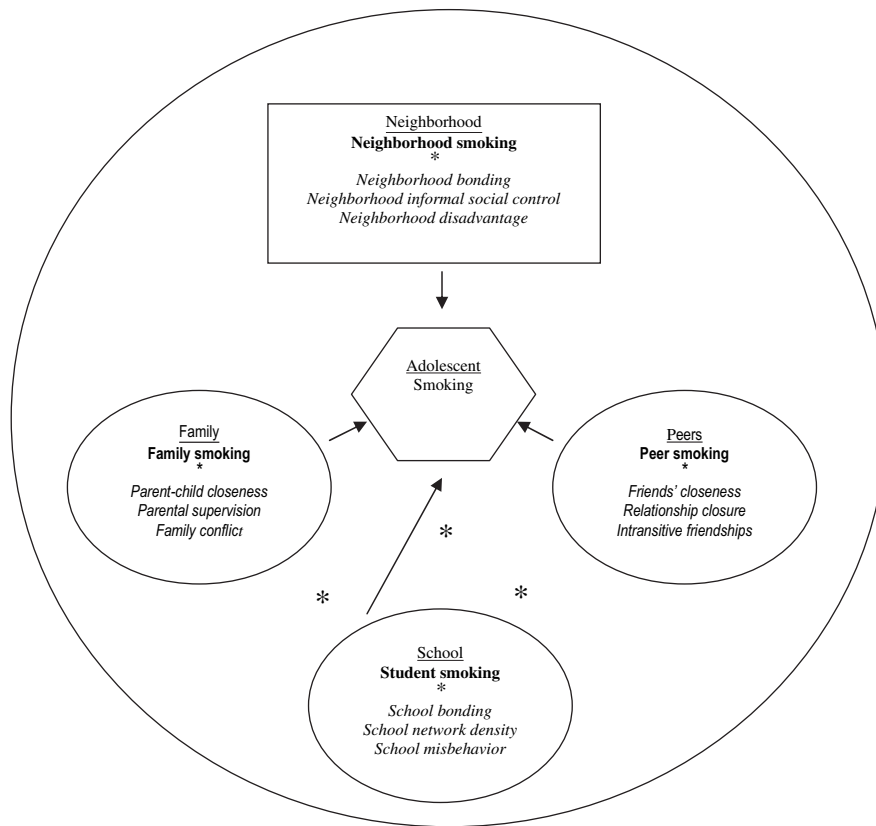 Neighborhood
Neighborhood smoking
*
Neighborhood bonding
Neighborhood informal social control
Neighborhood disadvantage
Adolescent
Smoking
Family
Family smoking
*
Parent-child closeness
Parental supervision
Family conflict
Peers
Peer smoking
*
Friends’ closeness
Relationship closure
Intransitive friendships
*
*
*
School
Student smoking
*
School bonding
School network density
School misbehavior